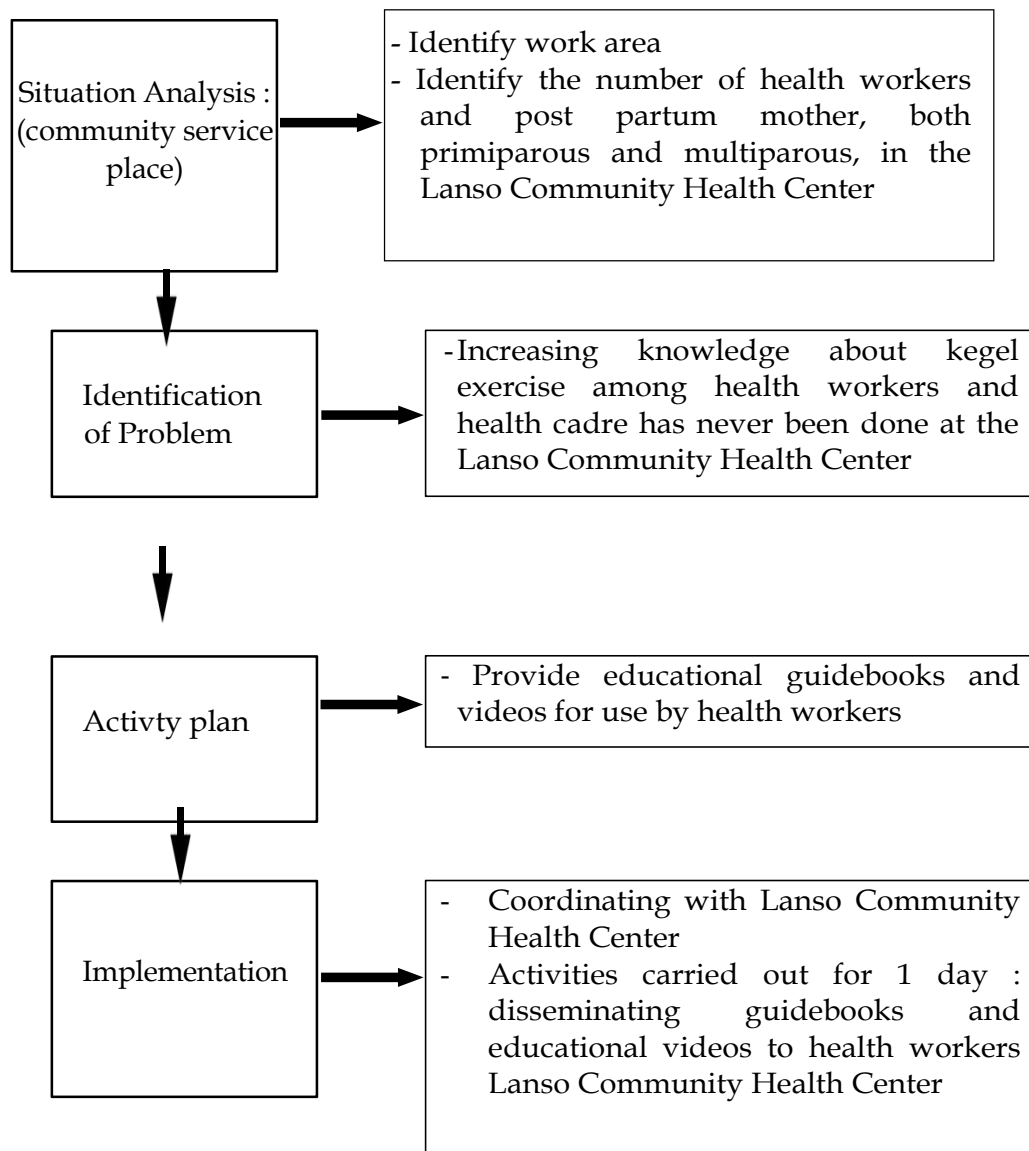 Situation Analysis :
(community service
place)
- Identify work area
- Identify the number of health workers
and post partum mother, both
primiparous and multiparous, in the
Lanso Community Health Center
Identification
of Problem
-Increasing knowledge about kegel
exercise among health workers and
health cadre has never been done at the
Lanso Community Health Center
Activty plan
- Provide educational guidebooks and
videos for use by health workers
Implementation
- Coordinating with Lanso Community
Health Center
- Activities carried out for 1 day :
disseminating guidebooks and
educational videos to health workers
Lanso Community Health Center